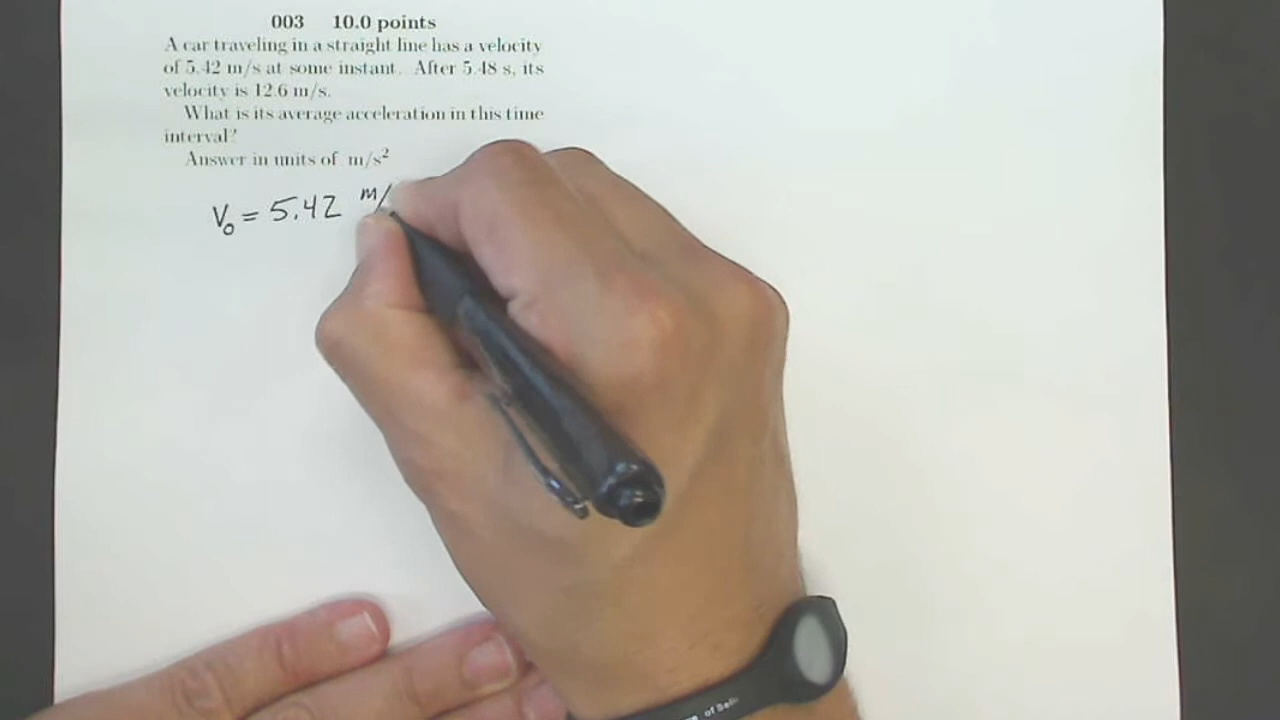 003 10.0 points
A car traveling in a straight line has a velocity
of 5.42 m/s at some instant. After 5.48 s, its
velocity is 12.6 m/s.
What is its average acceleration in this time
interval?
Answer in units of m/s²
V₀ = 5.42 m/
of